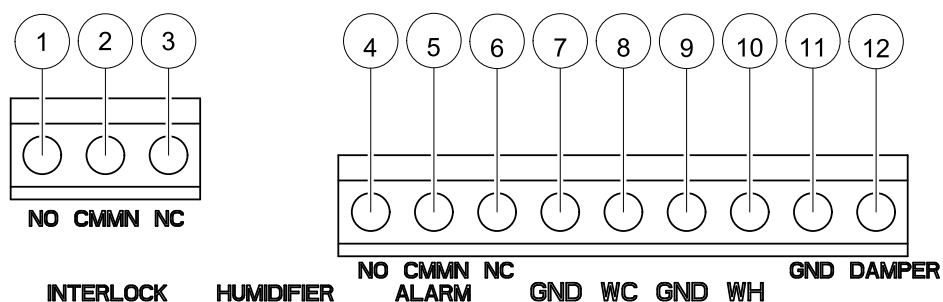 1 2 3 4 5 6 7 8 9 10 11 12
NO CMMN NC
NO CMMN NC GND DAMPER
INTERLOCK HUMIDIFIER ALARM GND WC GND WH